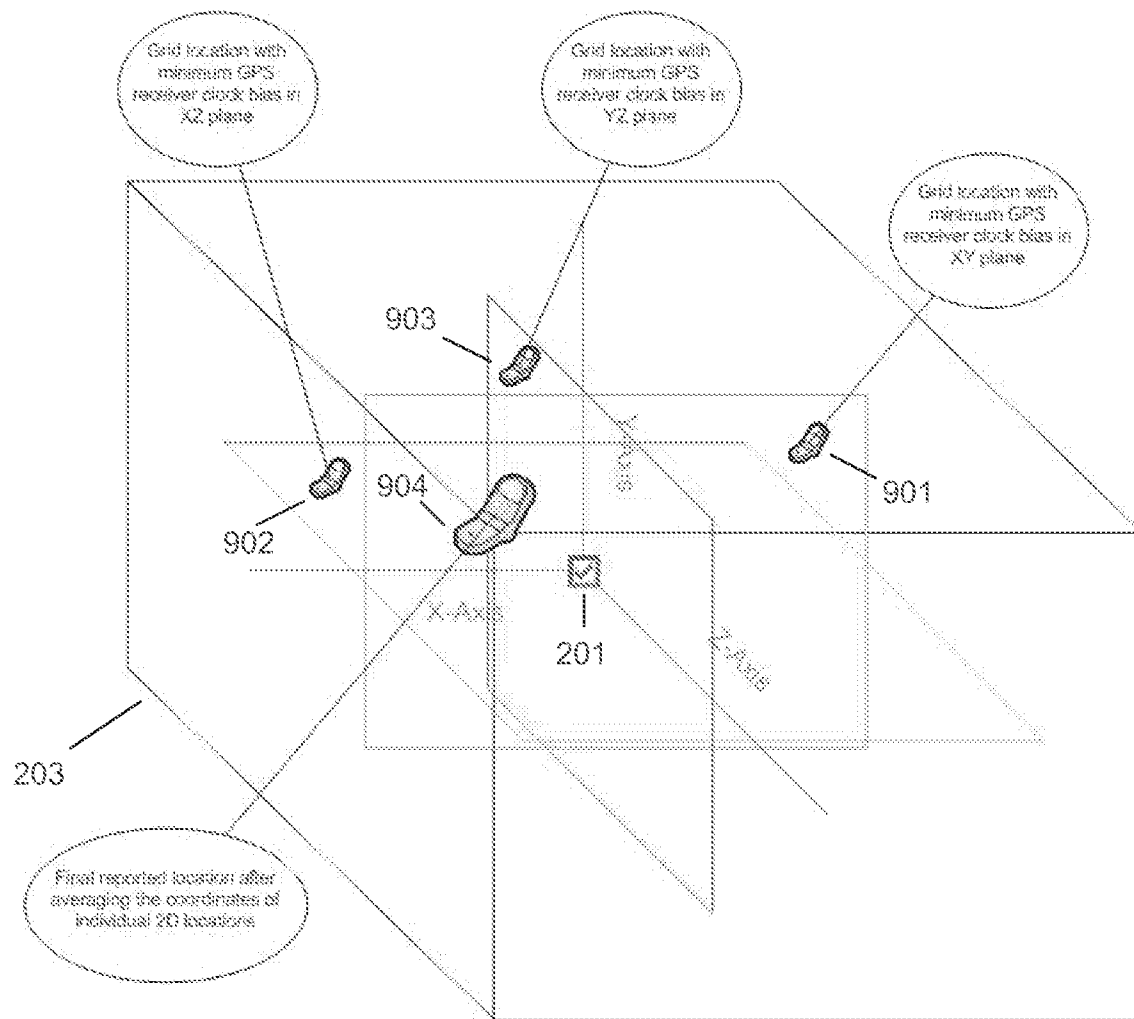 Grid location with
minimum GPS
receiver clock bias in
XZ plane
Grid location with
minimum GPS
receiver clock bias in
YZ plane
Grid location with
minimum GPS
receiver clock bias in
XY plane
903
Y-Axis
902
904
901
X-Axis
201
Z-Axis
203
Final reported location after
averaging the coordinates of
individual 2D locations